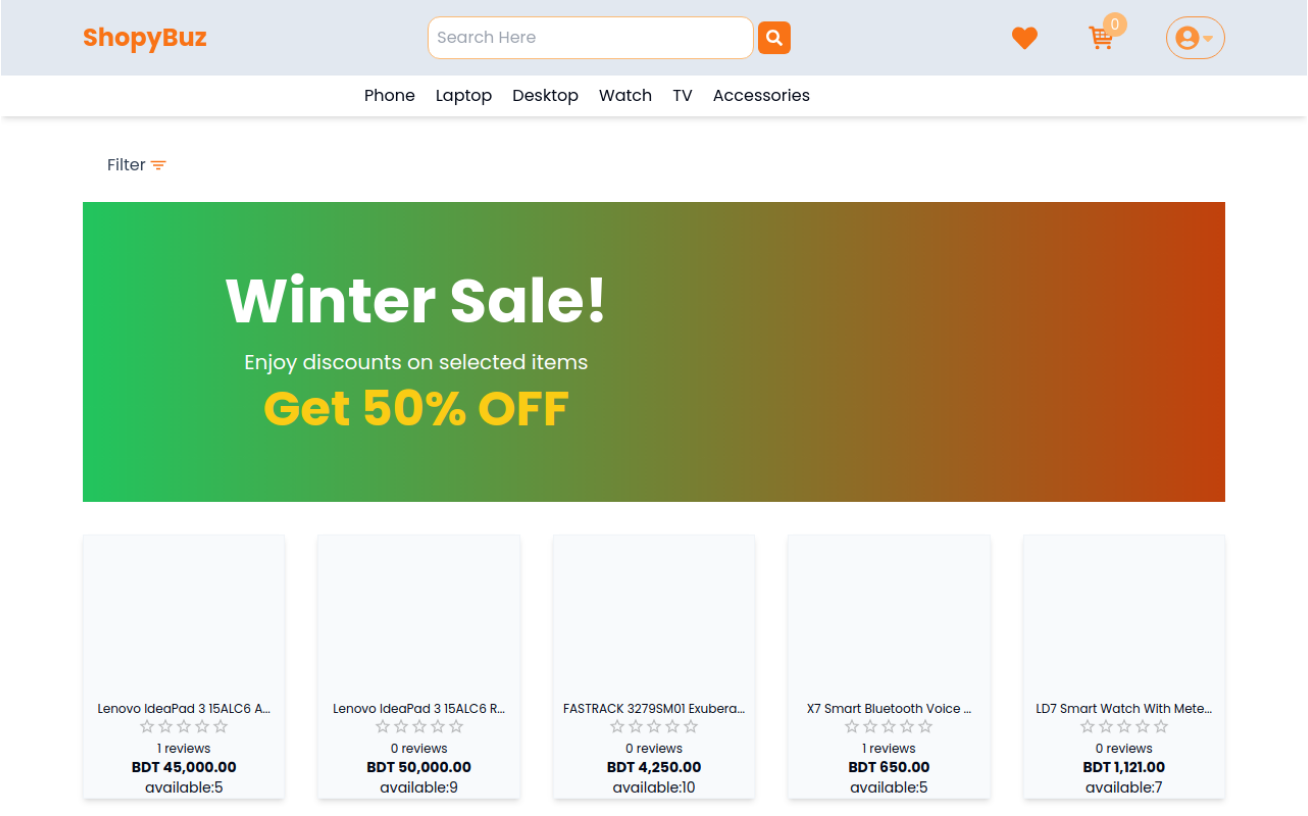 ShopyBuz
Search Here
0
Phone Laptop Desktop Watch TV Accessories
Filter
Winter Sale!
Enjoy discounts on selected items
Get 50% OFF
Lenovo IdeaPad 3 15ALC6 A...
1 reviews
BDT 45,000.00
available:5
Lenovo IdeaPad 3 15ALC6 R...
0 reviews
BDT 50,000.00
available:9
FASTRACK 3279SM01 Exubera...
0 reviews
BDT 4,250.00
available:10
X7 Smart Bluetooth Voice ...
1 reviews
BDT 650.00
available:5
LD7 Smart Watch With Mete...
0 reviews
BDT 1,121.00
available:7